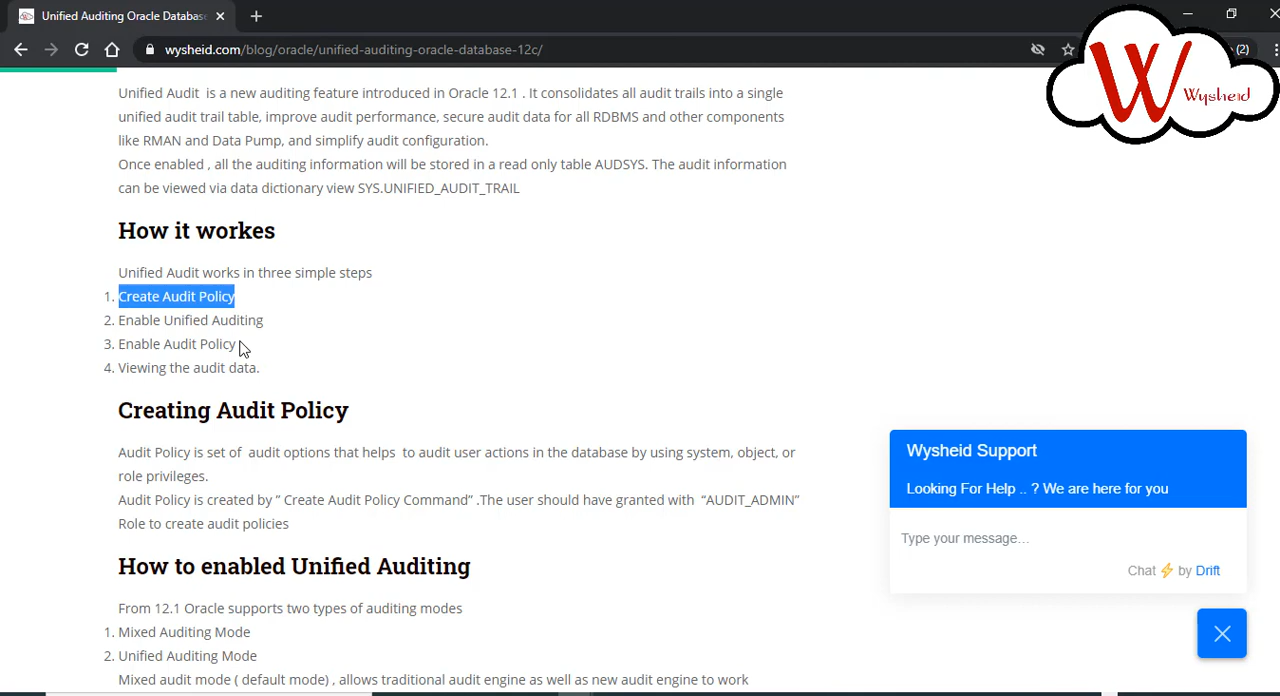 Unified Auditing Oracle Databas
wysheid.com/blog/oracle/unified-auditing-oracle-database-12c/
(2)
W Wysheid
Unified Audit is a new auditing feature introduced in Oracle 12.1 . It consolidates all audit trails into a single
unified audit trail table, improve audit performance, secure audit data for all RDBMS and other components
like RMAN and Data Pump, and simplify audit configuration.
Once enabled , all the auditing information will be stored in a read only table AUDSYS. The audit information
can be viewed via data dictionary view SYS.UNIFIED_AUDIT_TRAIL
How it workes
Unified Audit works in three simple steps
1. Create Audit Policy
2. Enable Unified Auditing
3. Enable Audit Policy
4. Viewing the audit data.
Creating Audit Policy
Audit Policy is set of audit options that helps to audit user actions in the database by using system, object, or
role privileges.
Audit Policy is created by ” Create Audit Policy Command” .The user should have granted with “AUDIT_ADMIN”
Role to create audit policies
How to enabled Unified Auditing
From 12.1 Oracle supports two types of auditing modes
1. Mixed Auditing Mode
2. Unified Auditing Mode
Mixed audit mode ( default mode) , allows traditional audit engine as well as new audit engine to work
Wysheid Support
Looking For Help .. ? We are here for you
Type your message…
Chat ⚡ by Drift